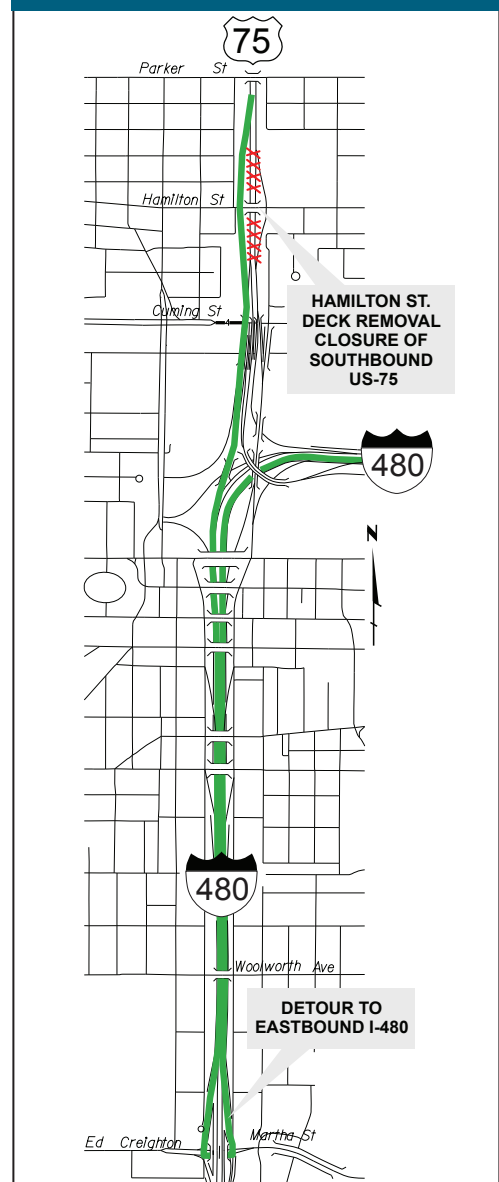 75
Parker St
Hamilton St
HAMILTON ST.
DECK REMOVAL
CLOSURE OF
SOUTHBOUND
US-75
Cuming St
480
N
480
Woolworth Ave
DETOUR TO
EASTBOUND I-480
Ed Creighton
Martha St